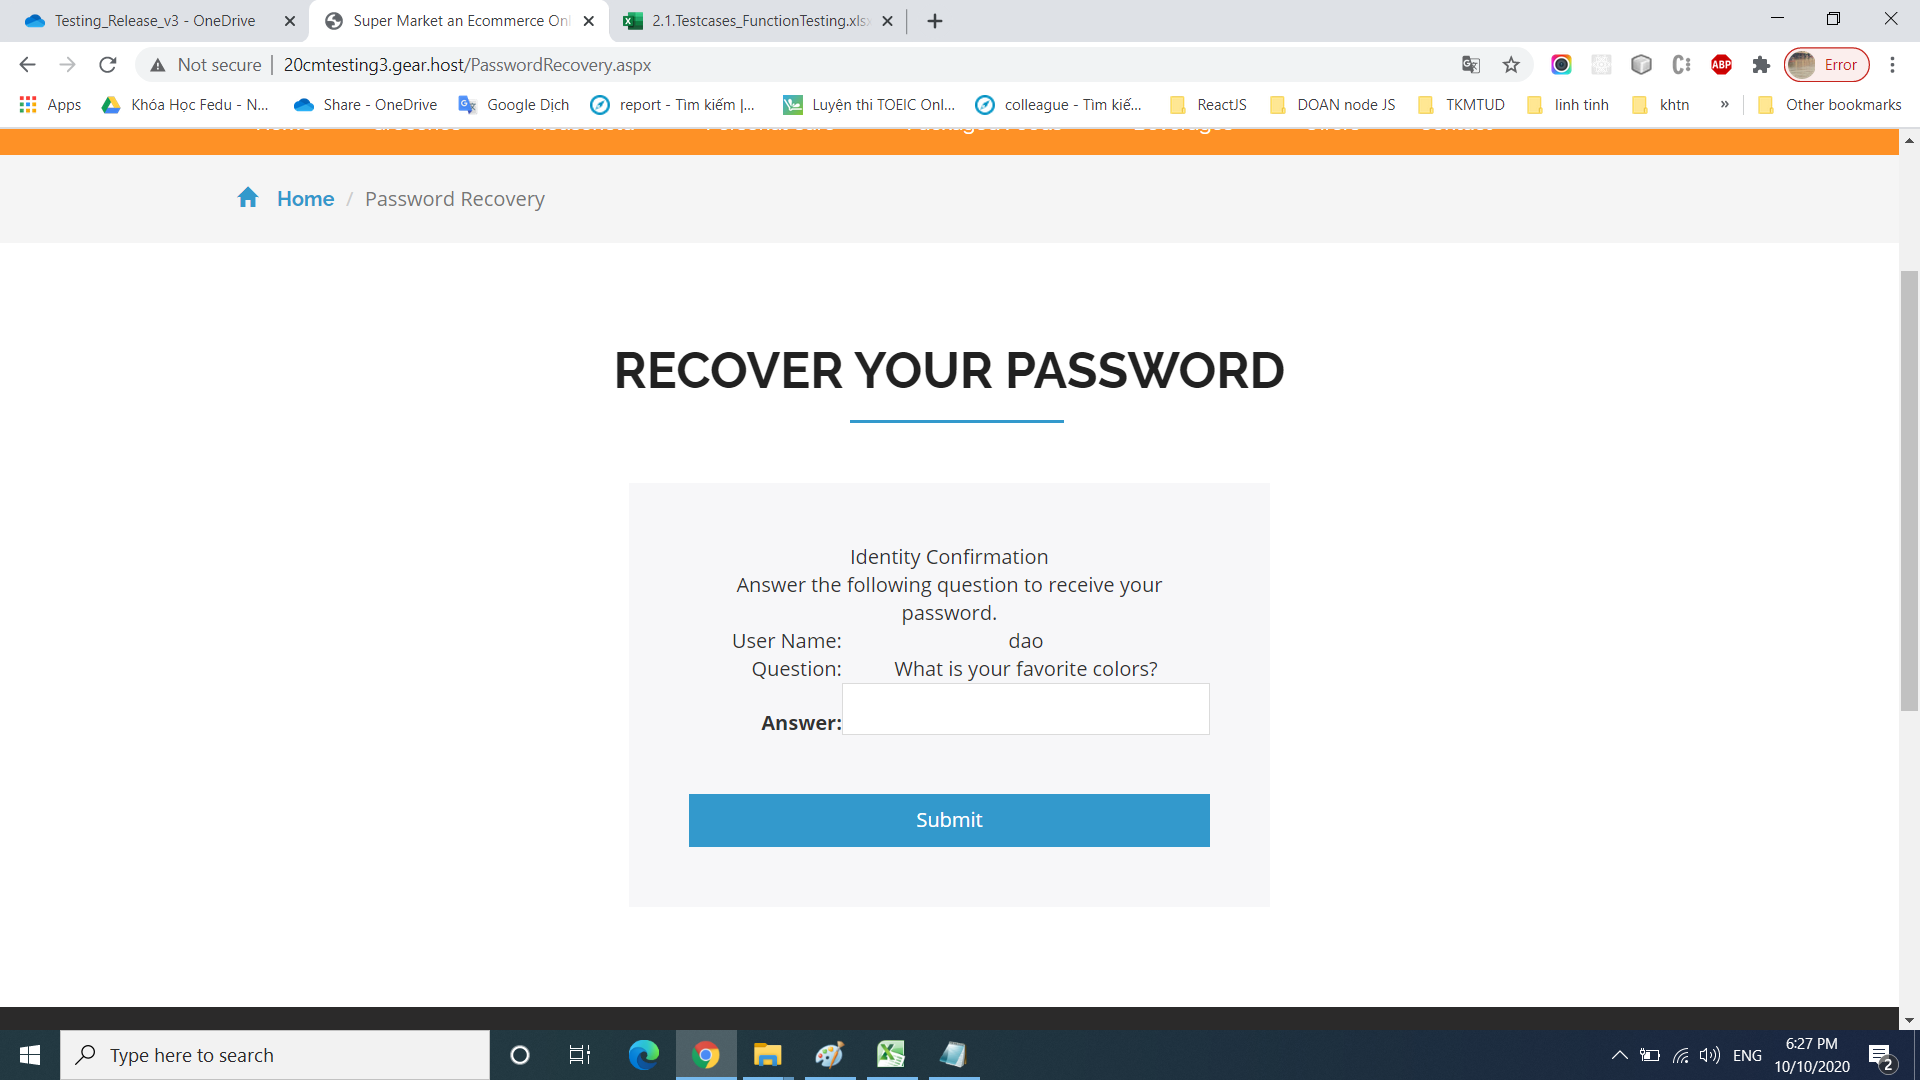 Testing_Release_v3 - OneDrive
Super Market an Ecommerce Onl
2.1.Testcases_FunctionTesting.xlsx
Not secure
20cmtesting3.gear.host/PasswordRecovery.aspx
ABP
Error
Apps
Khóa Học Fedu - N...
Share - OneDrive
Google Dịch
report - Tìm kiếm |...
Luyện thi TOEIC Onl...
colleague - Tìm kiế...
ReactJS
DOAN node JS
TKMTUD
linh tinh
khtn
»
Other bookmarks
Home / Password Recovery
RECOVER YOUR PASSWORD
Identity Confirmation
Answer the following question to receive your
password.
User Name: dao
Question: What is your favorite colors?
Answer:
Submit
Type here to search
ENG
6:27 PM
10/10/2020
2